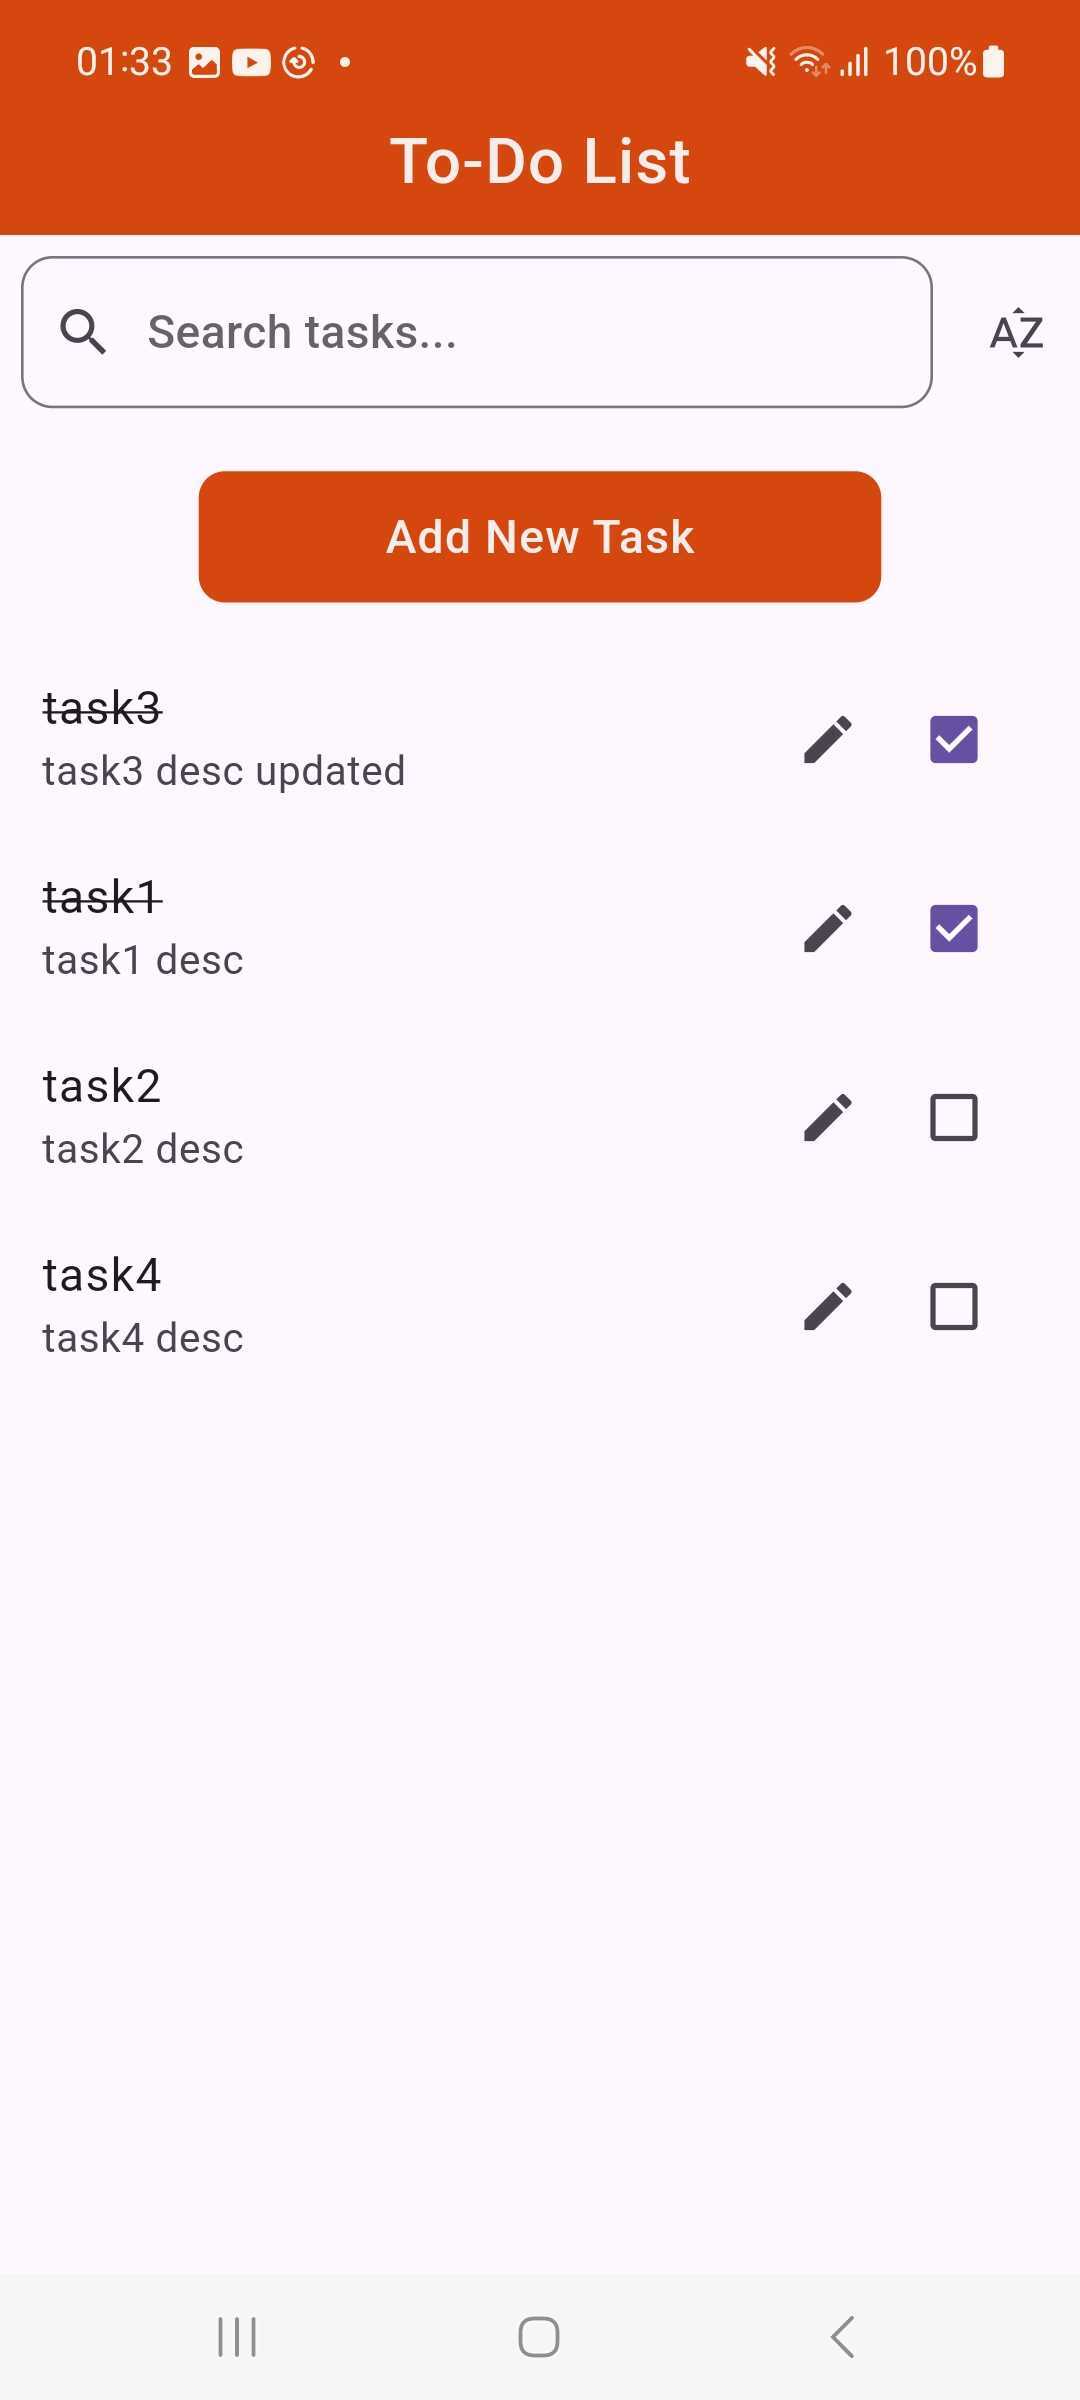 01:33 100%
To-Do List
Search tasks...
AZ
Add New Task
task3
task3 desc updated
task1
task1 desc
task2
task2 desc
task4
task4 desc